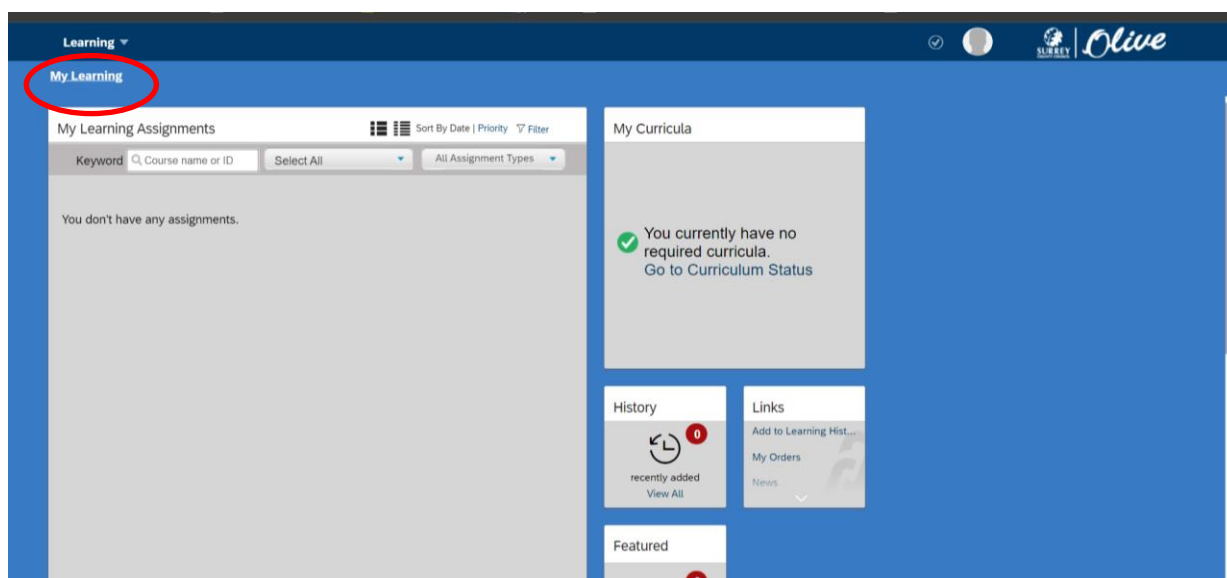 Learning
SURREY
Olive
My Learning
My Learning Assignments
Sort By Date | Priority Filter
Keyword
Course name or ID
Select All
All Assignment Types
You don't have any assignments.
My Curricula
You currently have no
required curricula.
Go to Curriculum Status
History
0
recently added
View All
Links
Add to Learning Hist...
My Orders
News
Featured